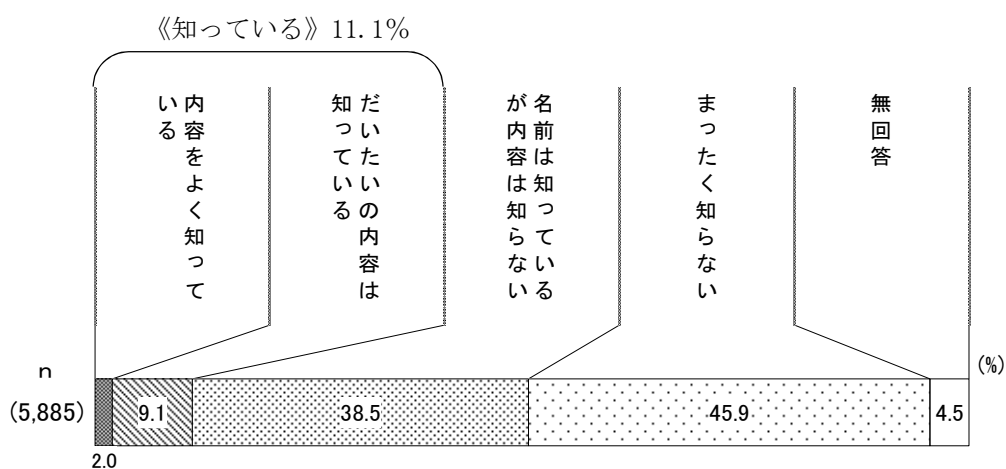 《知っている》11.1%
内容をよく知って
いる
だいたいの内容は
知っている
名前は知っている
が内容は知らない
まったく知らない
無回答
(%)
n
(5,885)
9.1
38.5
45.9
4.5
2.0